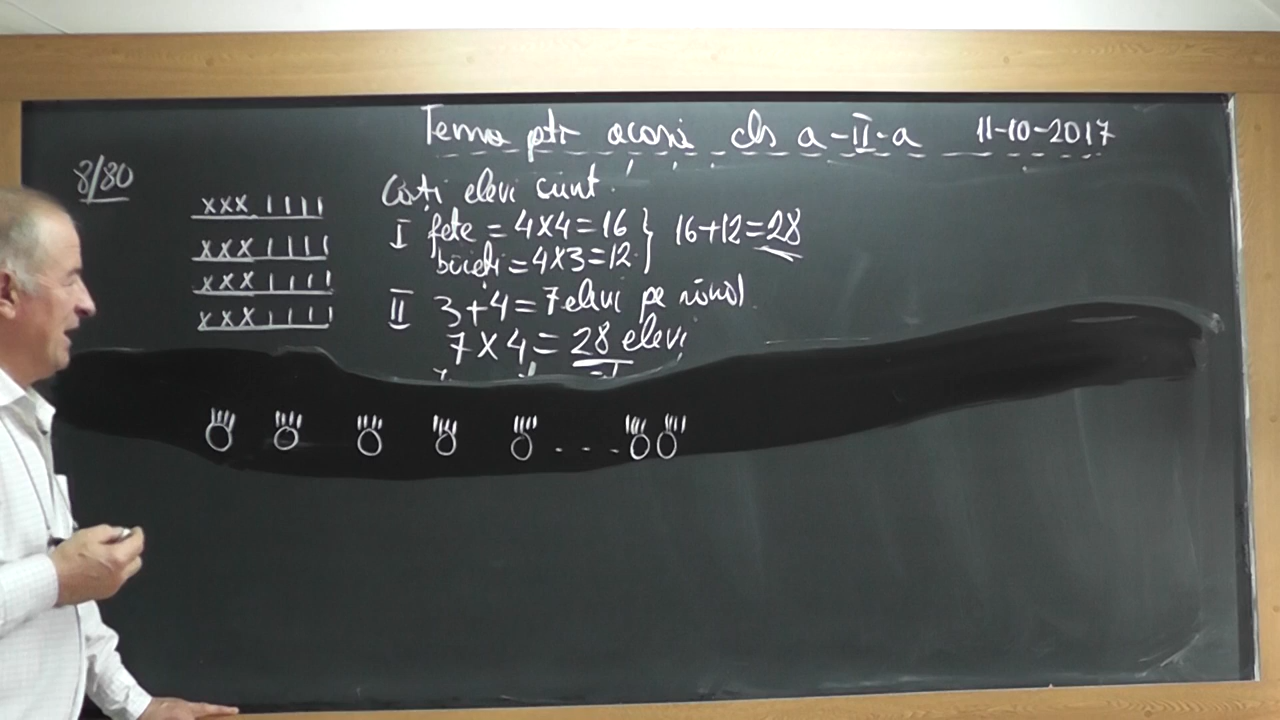 Tema ptr acasă cls a-II-a 11-10-2017
8/80
Câți elevi sunt.
XXX IIII
XXX IIII
XXX IIII
XXX IIII
I fete = 4X4=16 } 16+12=28
băieți=4X3=12
II 3+4=7 elevi pe rând
7X4=28 elevi